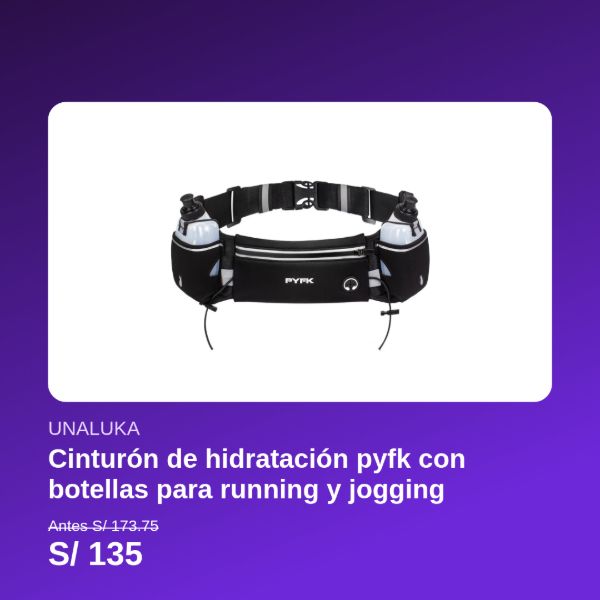 PYFK
UNALUKA
Cinturón de hidratación pyfk con
botellas para running y jogging
Antes S/ 173.75
S/ 135